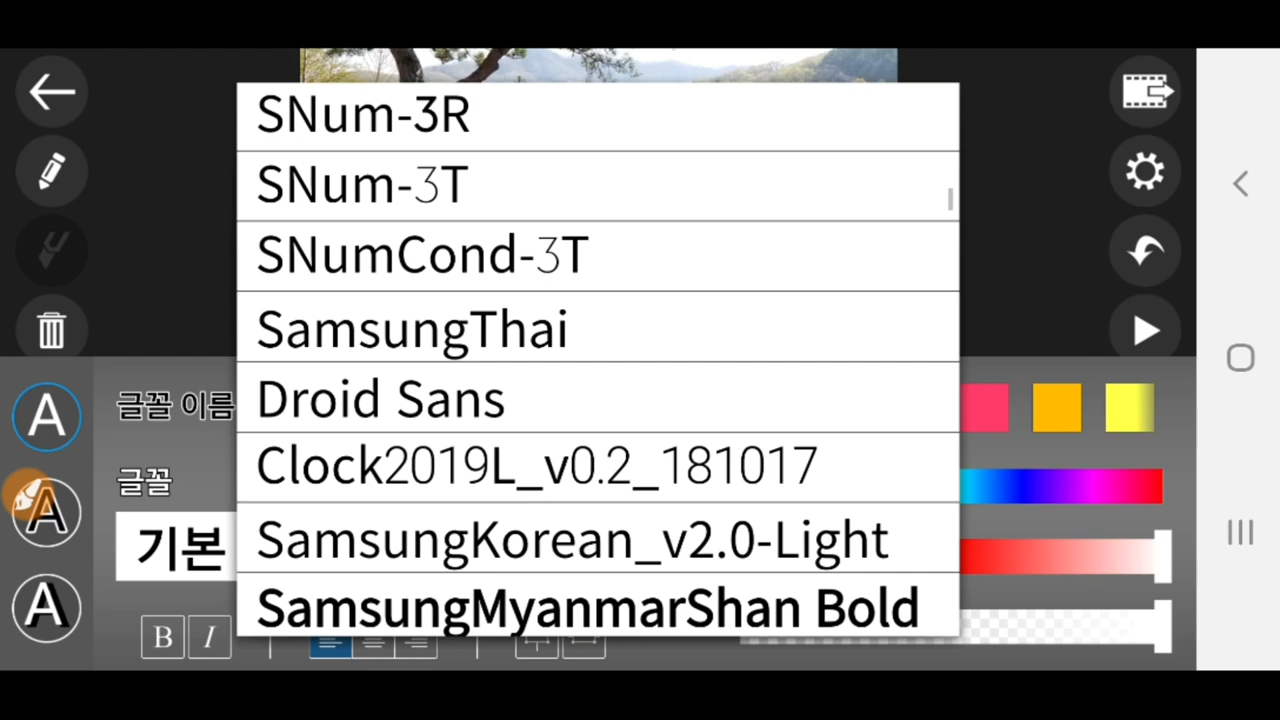 SNum-3R
SNum-3T
SNumCond-3T
SamsungThai
글꼴 이름
Droid Sans
Clock2019L_v0.2_181017
글꼴
기본
SamsungKorean_v2.0-Light
SamsungMyanmarShan Bold
A
A
A
B I